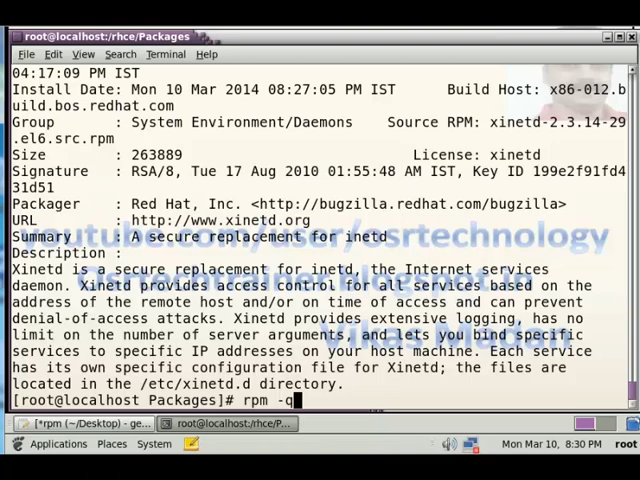 root@localhost:/rhce/Packages
File Edit View Search Terminal Help
04:17:09 PM IST
Install Date: Mon 10 Mar 2014 08:27:05 PM IST Build Host: x86-012.b
uild.bos.redhat.com
Group : System Environment/Daemons Source RPM: xinetd-2.3.14-29
.el6.src.rpm
Size : 263889 License: xinetd
Signature : RSA/8, Tue 17 Aug 2010 01:55:48 AM IST, Key ID 199e2f91fd4
31d51
Packager : Red Hat, Inc. <http://bugzilla.redhat.com/bugzilla>
URL : http://www.xinetd.org
youtube.com/user/osrtechnology
Summary : A secure replacement for inetd
Description :
Xinetd is a secure replacement for inetd, the Internet services
Osrtechtrainer.blogspot.in
daemon. Xinetd provides access control for all services based on the
address of the remote host and/or on time of access and can prevent
denial-of-access attacks. Xinetd provides extensive logging, has no
Vikas Madan
limit on the number of server arguments, and lets you bind specific
services to specific IP addresses on your host machine. Each service
has its own specific configuration file for Xinetd; the files are
located in the /etc/xinetd.d directory.
[root@localhost Packages]# rpm -q
[*rpm (~/Desktop) - ge... root@localhost:/rhce/P...
Applications Places System Mon Mar 10, 8:30 PM root